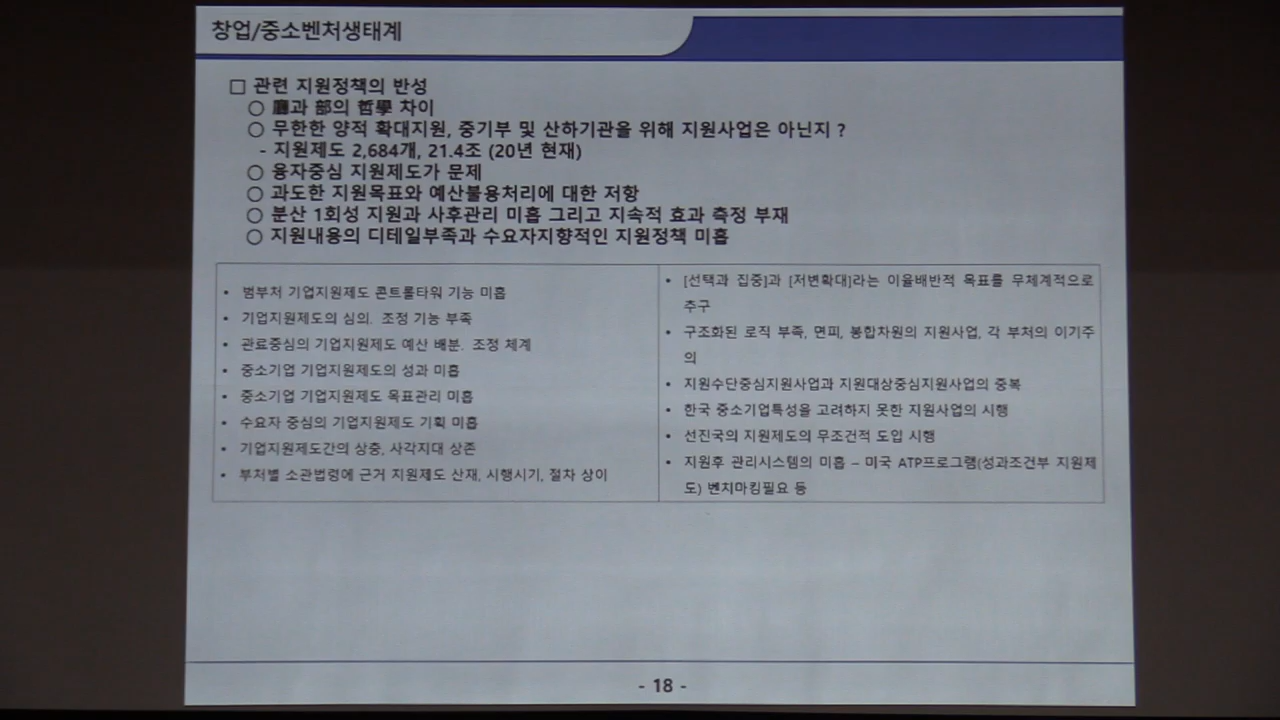 창업/중소벤처생태계
□ 관련 지원정책의 반성
○ 廳과 部의 哲學 차이
○ 무한한 양적 확대지원, 중기부 및 산하기관을 위해 지원사업은 아닌지 ?
- 지원제도 2,684개, 21.4조 (20년 현재)
○ 융자중심 지원제도가 문제
○ 과도한 지원목표와 예산불용처리에 대한 저항
○ 분산 1회성 지원과 사후관리 미흡 그리고 지속적 효과 측정 부재
○ 지원내용의 디테일부족과 수요자지향적인 지원정책 미흡
• 범부처 기업지원제도 콘트롤타워 기능 미흡
• 기업지원제도의 심의. 조정 기능 부족
• 관료중심의 기업지원제도 예산 배분. 조정 체계
• 중소기업 기업지원제도의 성과 미흡
• 중소기업 기업지원제도 목표관리 미흡
• 수요자 중심의 기업지원제도 기획 미흡
• 기업지원제도간의 상충, 사각지대 상존
• 부처별 소관법령에 근거 지원제도 산재, 시행시기, 절차 상이
• [선택과 집중]과 [저변확대]라는 이율배반적 목표를 무체계적으로
추구
• 구조화된 로직 부족, 면피, 봉합차원의 지원사업, 각 부처의 이기주
의
• 지원수단중심지원사업과 지원대상중심지원사업의 중복
• 한국 중소기업특성을 고려하지 못한 지원사업의 시행
• 선진국의 지원제도의 무조건적 도입 시행
• 지원후 관리시스템의 미흡 – 미국 ATP프로그램(성과조건부 지원제
도) 벤치마킹필요 등
- 18 -